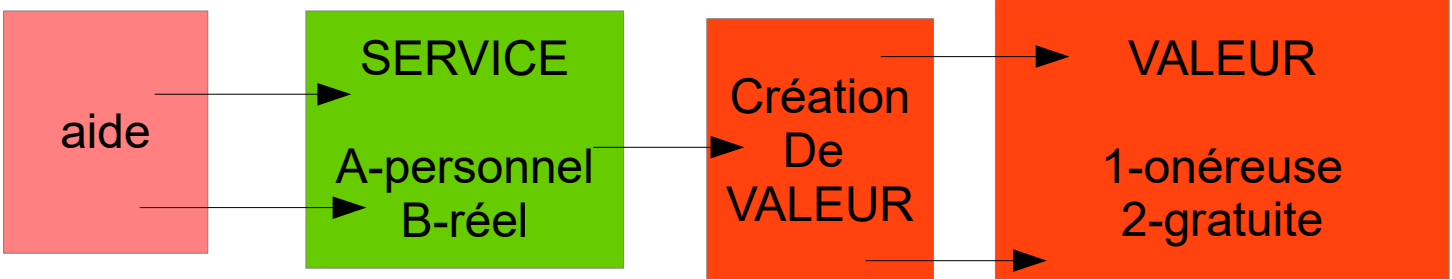 aide
SERVICE
A-personnel
B-réel
Création
De
VALEUR
VALEUR
1-onéreuse
2-gratuite